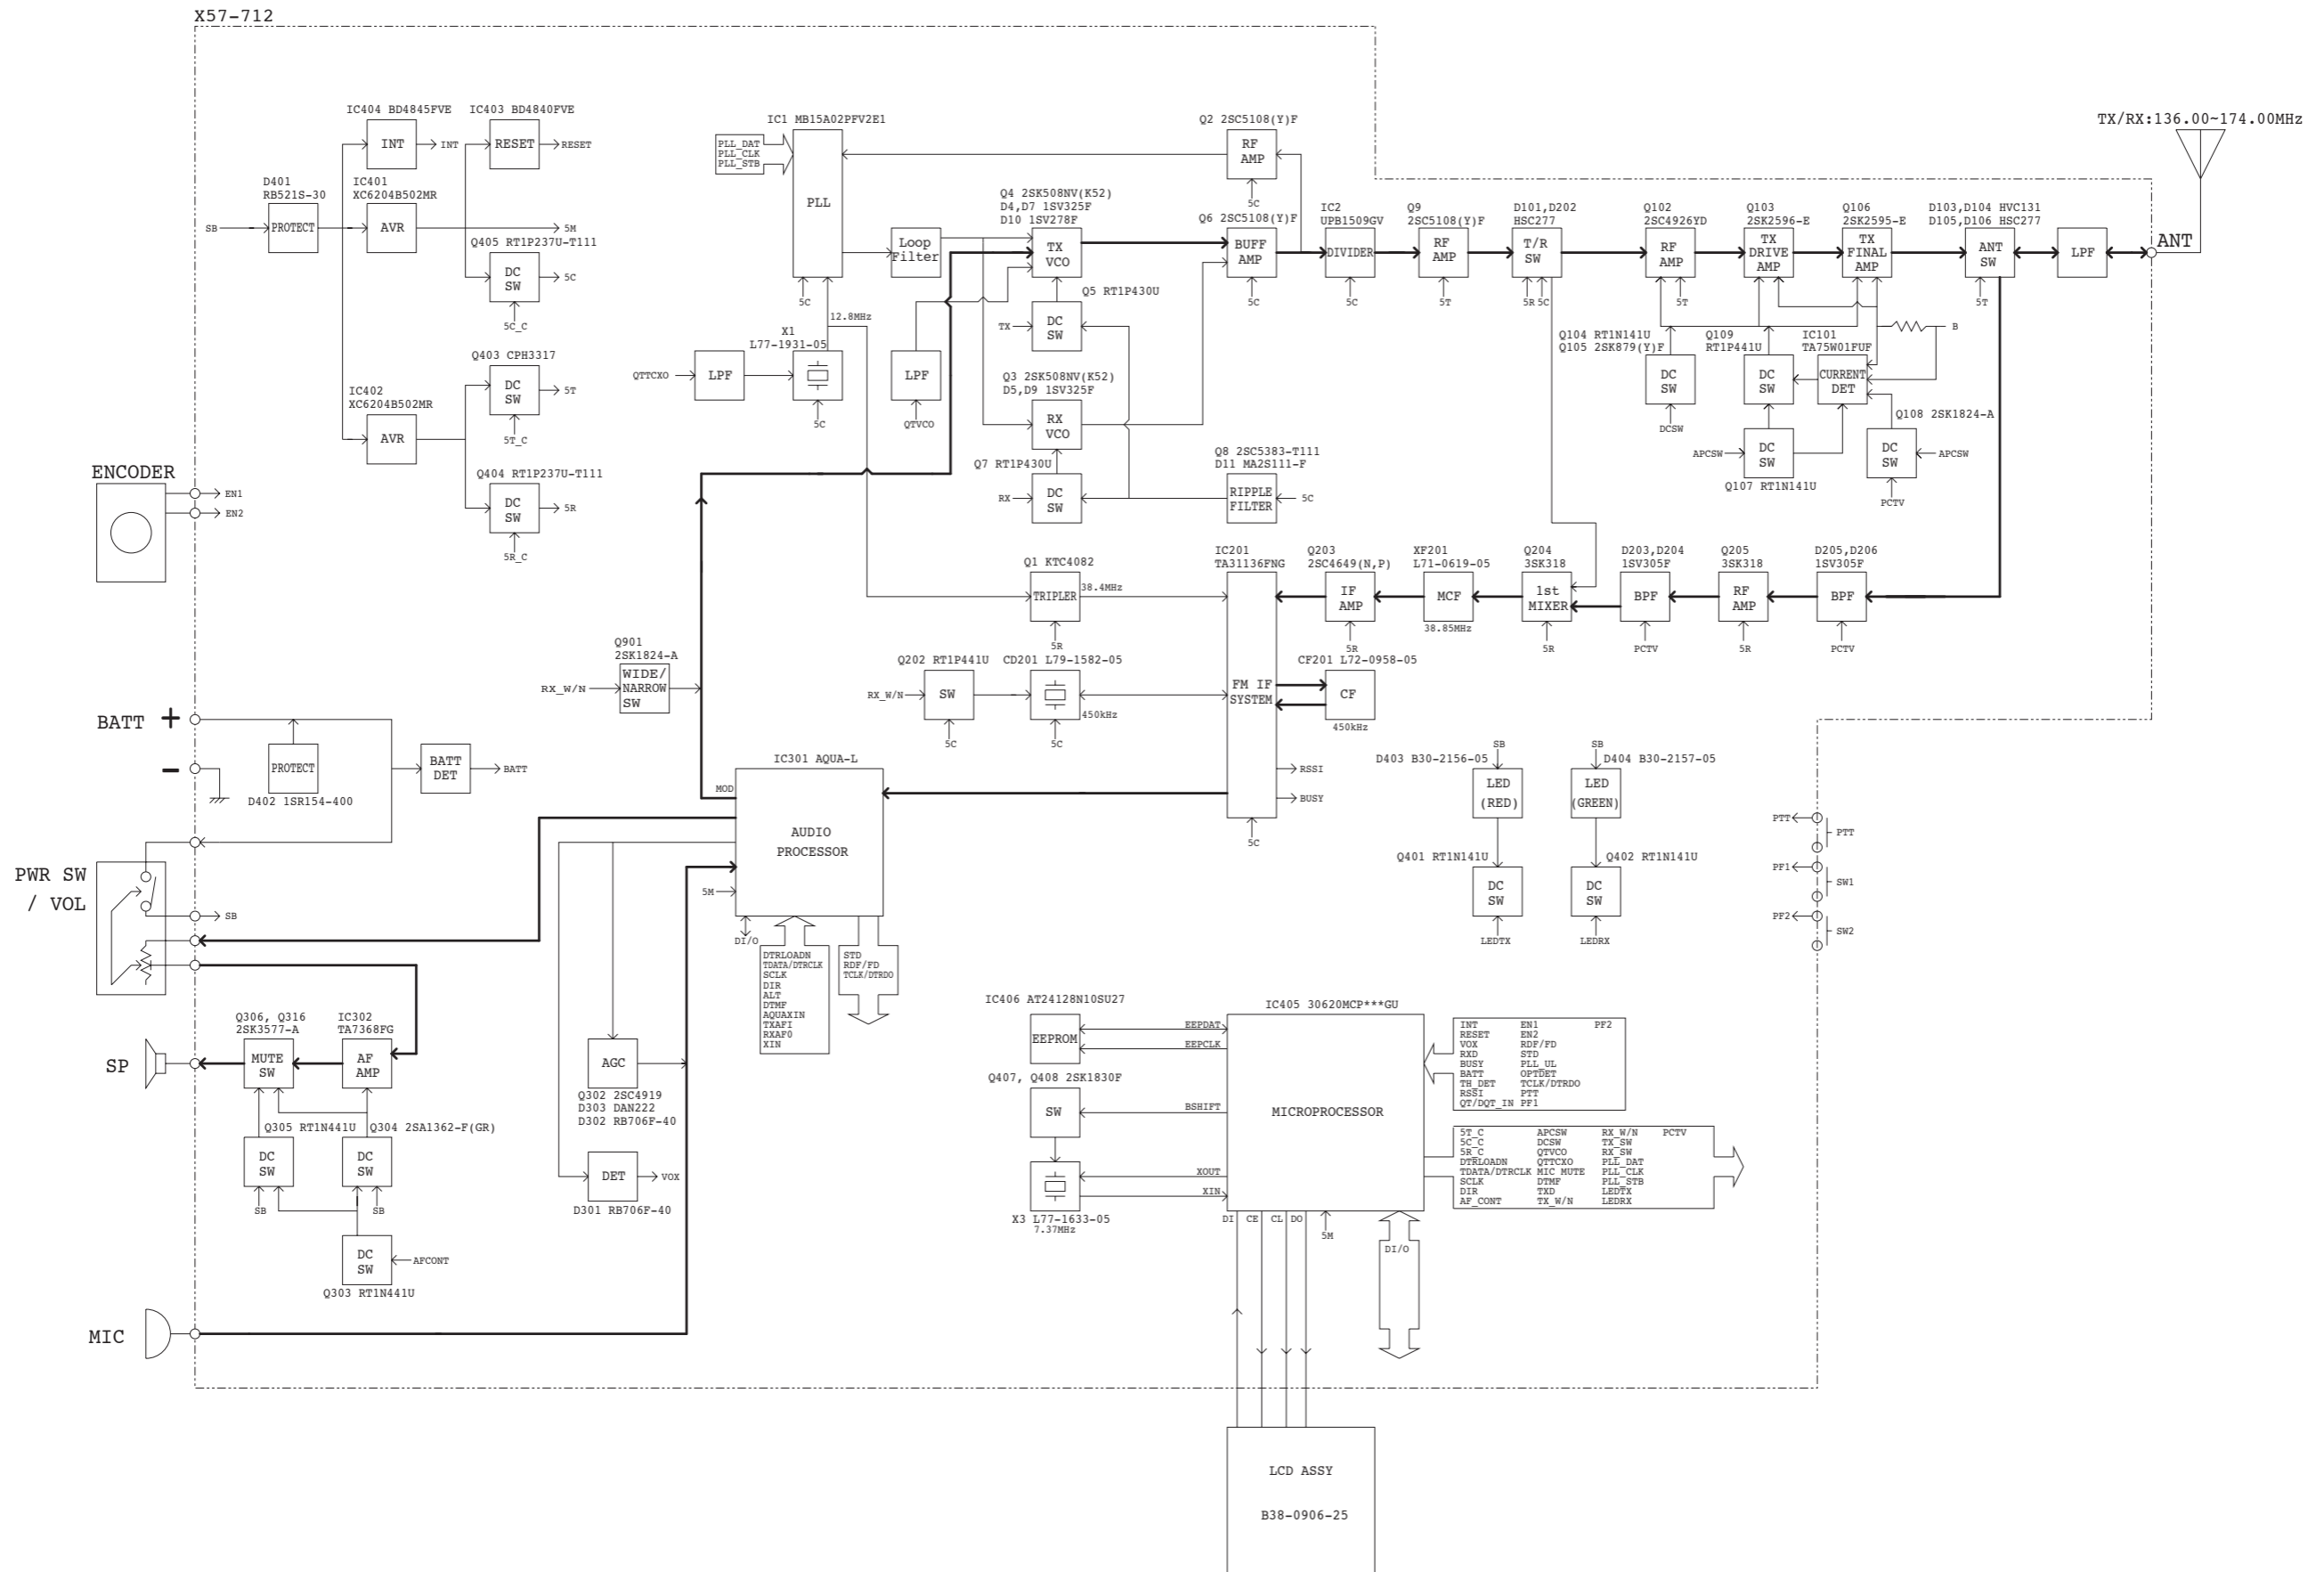 X57-712
IC404 BD4845FVE
INT
INT
IC403 BD4840FVE
RESET
RESET
D401
RB521S-30
SB
PROTECT
IC401
XC6204B502MR
AVR
5M
Q405 RT1P237U-T111
DC
SW
5C
5C_C
Q403 CPH3317
DC
SW
5T
5T_C
IC402
XC6204B502MR
AVR
Q404 RT1P237U-T111
DC
SW
5R
5R_C
ENCODER
EN1
EN2
IC1 MB15A02PFV2E1
PLL_DAT
PLL_CLK
PLL_STB
PLL
5C
12.8MHz
X1
L77-1931-05
QTTCXO
LPF
5C
Loop
Filter
LPF
QTVCO
Q4 2SK508NV(K52)
D4,D7 1SV325F
D10 1SV278F
TX
VCO
Q5 RT1P430U
TX
DC
SW
Q3 2SK508NV(K52)
D5,D9 1SV325F
RX
VCO
Q7 RT1P430U
RX
DC
SW
Q8 2SC5383-T111
D11 MA2S111-F
RIPPLE
FILTER
5C
Q2 2SC5108(Y)F
RF
AMP
5C
Q6 2SC5108(Y)F
BUFF
AMP
5C
IC2
UPB1509GV
DIVIDER
5C
Q9
2SC5108(Y)F
RF
AMP
5T
D101,D202
HSC277
T/R
SW
5R 5C
Q102
2SC4926YD
RF
AMP
5T
Q103
2SK2596-E
TX
DRIVE
AMP
Q106
2SK2595-E
TX
FINAL
AMP
D103,D104 HVC131
D105,D106 HSC277
ANT
SW
5T
LPF
ANT
TX/RX:136.00~174.00MHz
B
Q104 RT1N141U
Q105 2SK879(Y)F
DC
SW
DCSW
Q109
RT1P441U
DC
SW
IC101
TA75W01FUF
CURRENT
DET
Q108 2SK1824-A
DC
SW
APCSW
PCTV
APCSW
DC
SW
Q107 RT1N141U
Q1 KTC4082
TRIPLER
38.4MHz
5R
IC201
TA31136FNG
FM IF
SYSTEM
5C
RSSI
BUSY
Q203
2SC4649(N,P)
IF
AMP
5R
XF201
L71-0619-05
MCF
38.85MHz
Q204
3SK318
1st
MIXER
5R
D203,D204
1SV305F
BPF
PCTV
Q205
3SK318
RF
AMP
5R
D205,D206
1SV305F
BPF
PCTV
Q901
2SK1824-A
RX_W/N
WIDE/
NARROW
SW
Q202 RT1P441U
RX_W/N
SW
5C
CD201 L79-1582-05
450kHz
5C
CF201 L72-0958-05
CF
450kHz
BATT
+
-
PROTECT
D402 1SR154-400
BATT
DET
BATT
PWR SW
/ VOL
SB
IC301 AQUA-L
MOD
AUDIO
PROCESSOR
5M
DI/O
DTRLOADN
TDATA/DTRCLK
SCLK
DIR
ALT
DTMF
AQUAXIN
TXAFI
RXAFO
XIN
STD
RDF/FD
TCLK/DTRDO
SB
D403 B30-2156-05
LED
(RED)
Q401 RT1N141U
DC
SW
LEDTX
SB
D404 B30-2157-05
LED
(GREEN)
Q402 RT1N141U
DC
SW
LEDRX
PTT
PTT
PF1
SW1
PF2
SW2
SP
Q306, Q316
2SK3577-A
MUTE
SW
IC302
TA7368FG
AF
AMP
Q305 RT1N441U
DC
SW
SB
Q304 2SA1362-F(GR)
DC
SW
SB
DC
SW
AFCONT
Q303 RT1N441U
AGC
Q302 2SC4919
D303 DAN222
D302 RB706F-40
DET
VOX
D301 RB706F-40
MIC
IC406 AT24128N10SU27
EEPROM
EEPDAT
EEPCLK
Q407, Q408 2SK1830F
SW
BSHIFT
XOUT
XIN
X3 L77-1633-05
7.37MHz
IC405 30620MCP***GU
MICROPROCESSOR
INT EN1 PF2
RESET EN2
VOX RDF/FD
RXD STD
BUSY PLL_UL
BATT OPTDET
TH_DET TCLK/DTRDO
RSSI PTT
QT/DQT_IN PF1
5T_C APCSW RX_W/N PCTV
5C_C DCSW TX_SW
5R_C QTVCO RX_SW
DTRLOADN QTTCXO PLL_DAT
TDATA/DTRCLK MIC MUTE PLL_CLK
SCLK DTMF PLL_STB
DIR TXD LEDTX
AF_CONT TX_W/N LEDRX
DI CE CL DO
5M
DI/O
LCD ASSY
B38-0906-25